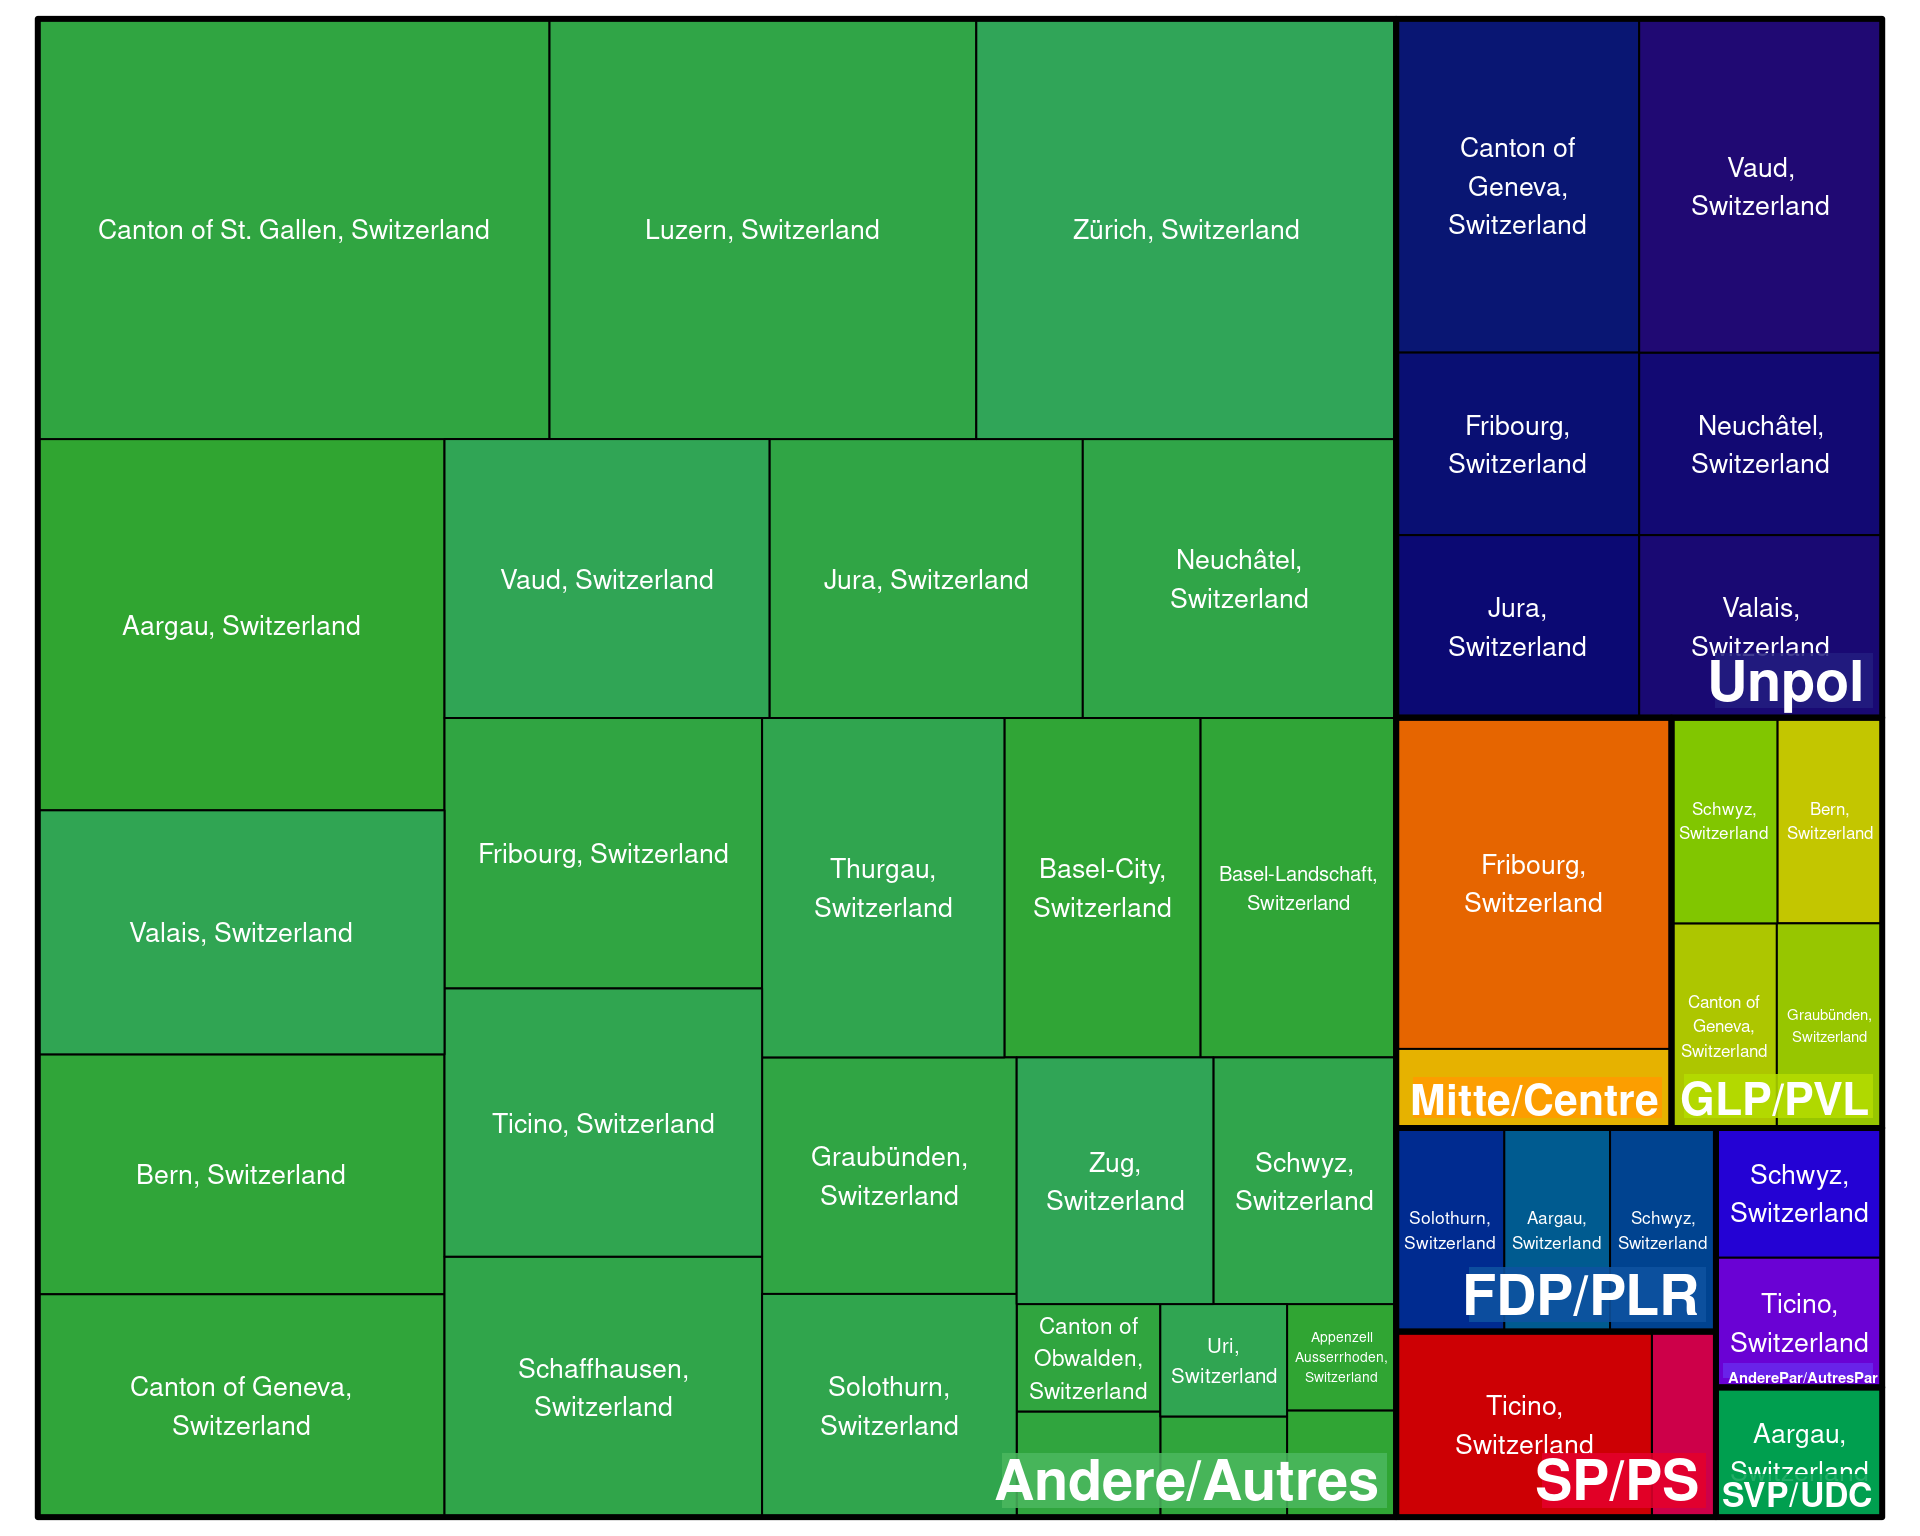 Canton of St. Gallen, Switzerland
Luzern, Switzerland
Zürich, Switzerland
Aargau, Switzerland
Vaud, Switzerland
Jura, Switzerland
Neuchâtel,
Switzerland
Valais, Switzerland
Fribourg, Switzerland
Thurgau,
Switzerland
Basel-City,
Switzerland
Basel-Landschaft,
Switzerland
Bern, Switzerland
Ticino, Switzerland
Graubünden,
Switzerland
Zug,
Switzerland
Schwyz,
Switzerland
Canton of Geneva,
Switzerland
Schaffhausen,
Switzerland
Solothurn,
Switzerland
Canton of
Obwalden,
Switzerland
Uri,
Switzerland
Appenzell
Ausserrhoden,
Switzerland
Andere/Autres
Canton of
Geneva,
Switzerland
Vaud,
Switzerland
Fribourg,
Switzerland
Neuchâtel,
Switzerland
Jura,
Switzerland
Valais,
Switzerland
Unpol
Fribourg,
Switzerland
Mitte/Centre
Schwyz,
Switzerland
Bern,
Switzerland
Canton of
Geneva,
Switzerland
Graubünden,
Switzerland
GLP/PVL
Solothurn,
Switzerland
Aargau,
Switzerland
Schwyz,
Switzerland
FDP/PLR
Schwyz,
Switzerland
Ticino,
Switzerland
AnderePar/AutresPar
Ticino,
Switzerland
SP/PS
Aargau,
Switzerland
SVP/UDC